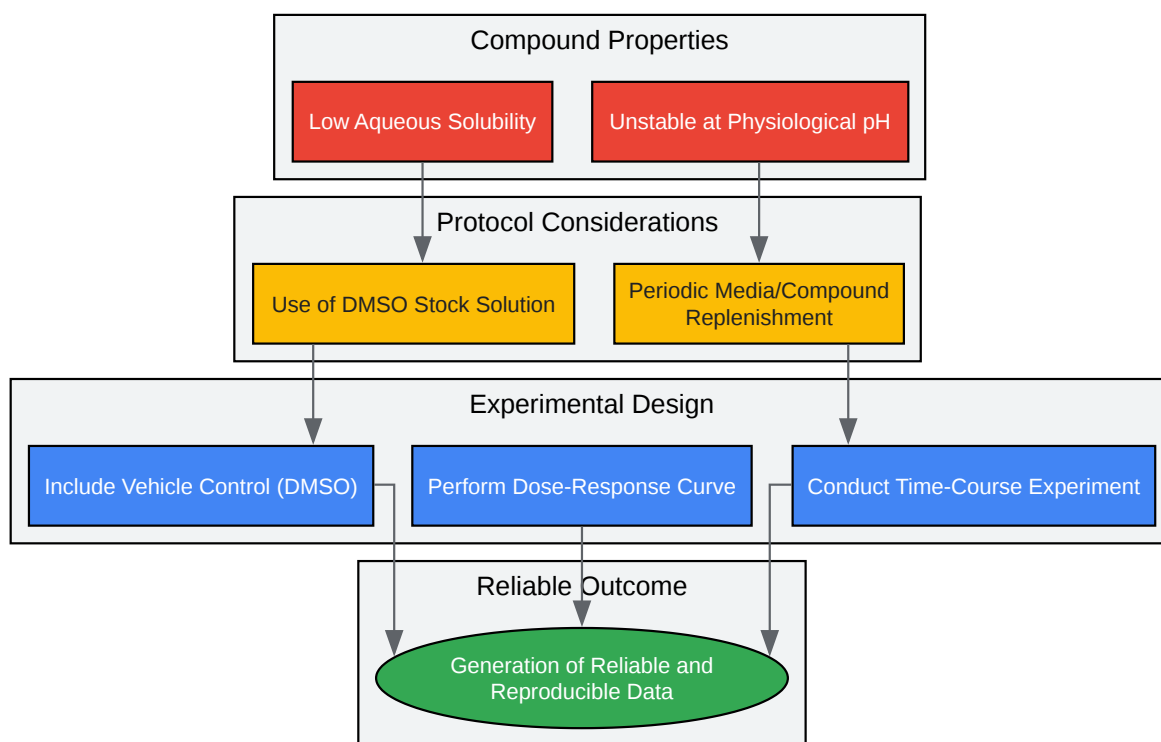 Compound Properties
Low Aqueous Solubility
Unstable at Physiological pH
Protocol Considerations
Use of DMSO Stock Solution
Periodic Media/Compound
Replenishment
Experimental Design
Include Vehicle Control (DMSO)
Perform Dose-Response Curve
Conduct Time-Course Experiment
Reliable Outcome
Generation of Reliable and
Reproducible Data